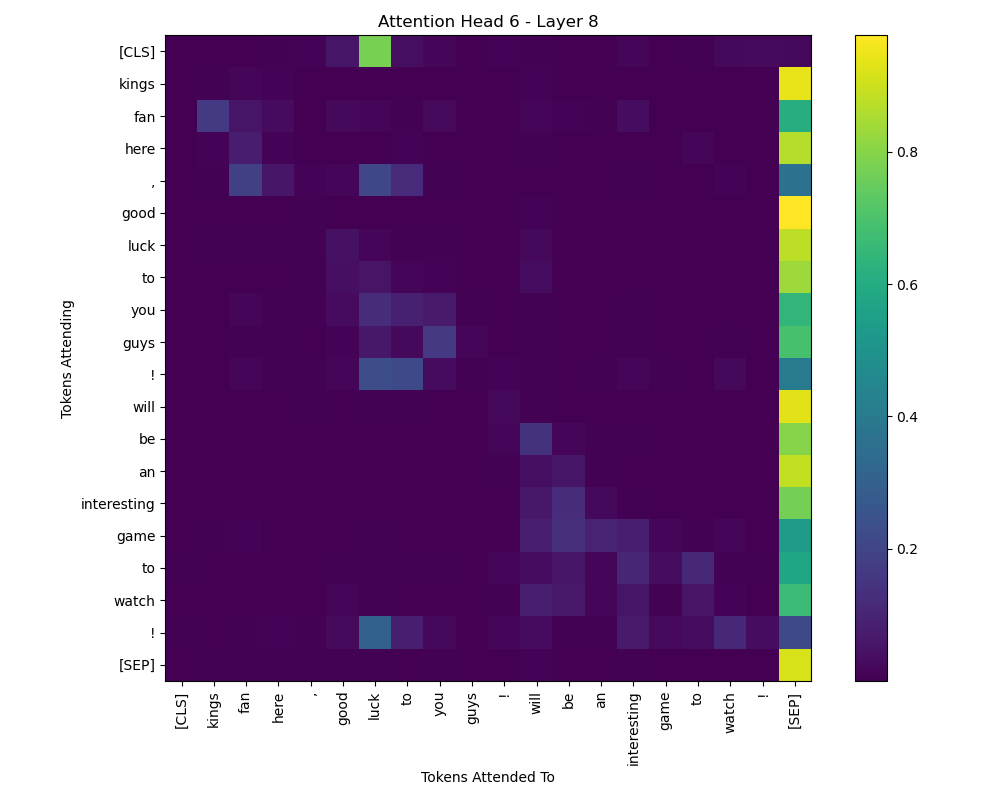 Attention Head 6 - Layer 8
[CLS]
kings
fan
here
,
good
luck
to
you
guys
!
will
be
an
interesting
game
to
watch
!
[SEP]
Tokens Attending
[CLS]
kings
fan
here
,
good
luck
to
you
guys
!
will
be
an
interesting
game
to
watch
!
[SEP]
Tokens Attended To
0.8
0.6
0.4
0.2